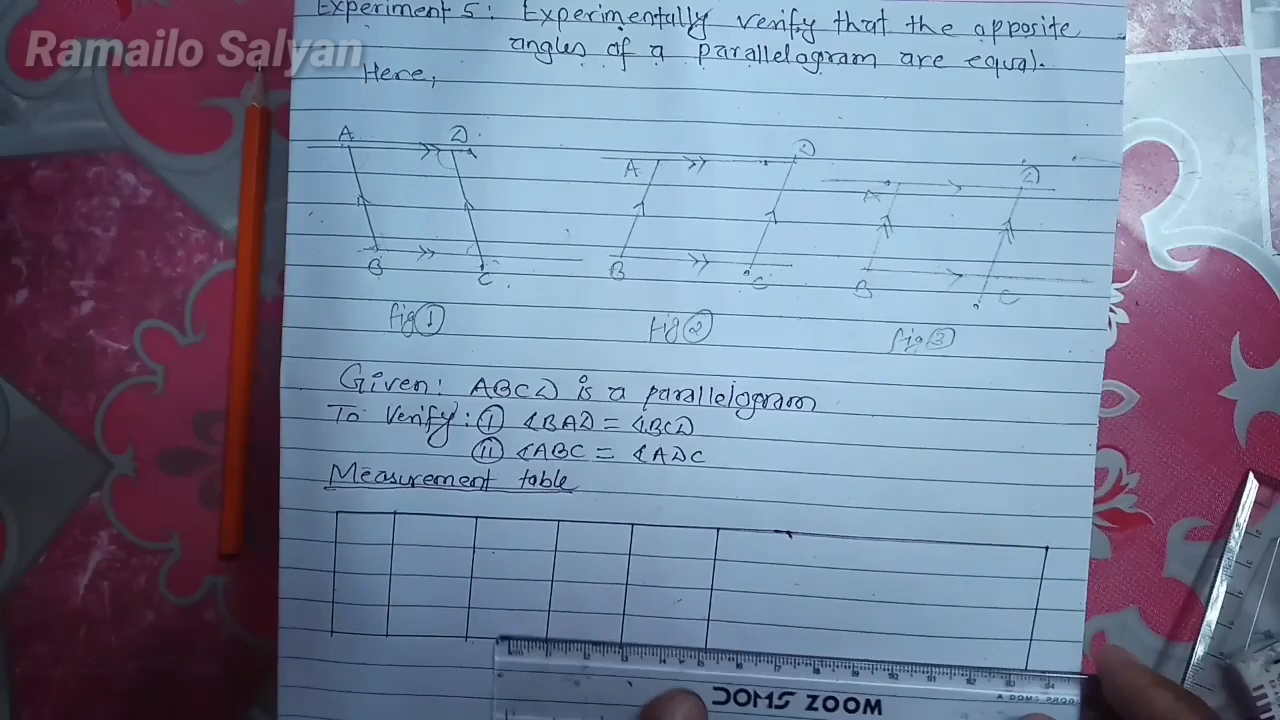 Experiment 5: Experimentally verify that the opposite
angles of a parallelogram are equal.
Ramailo Salyan
Here,
A D
A D
A D
B C
B C
B C
fig ①
fig ②
fig ③
Given: ABCD is a parallelogram
To Verify: ⓘ ∢BAD = ∢BCD
ⓘⓘ ∢ABC = ∢ADC
Measurement table
DOMS ZOOM